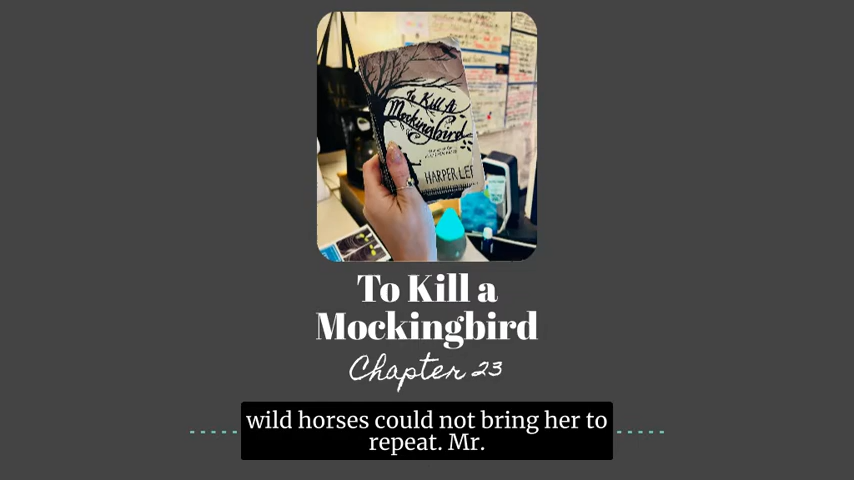 To Kill A
Mockingbird
HARPER LEE
To Kill a
Mockingbird
Chapter 23
wild horses could not bring her to
repeat. Mr.